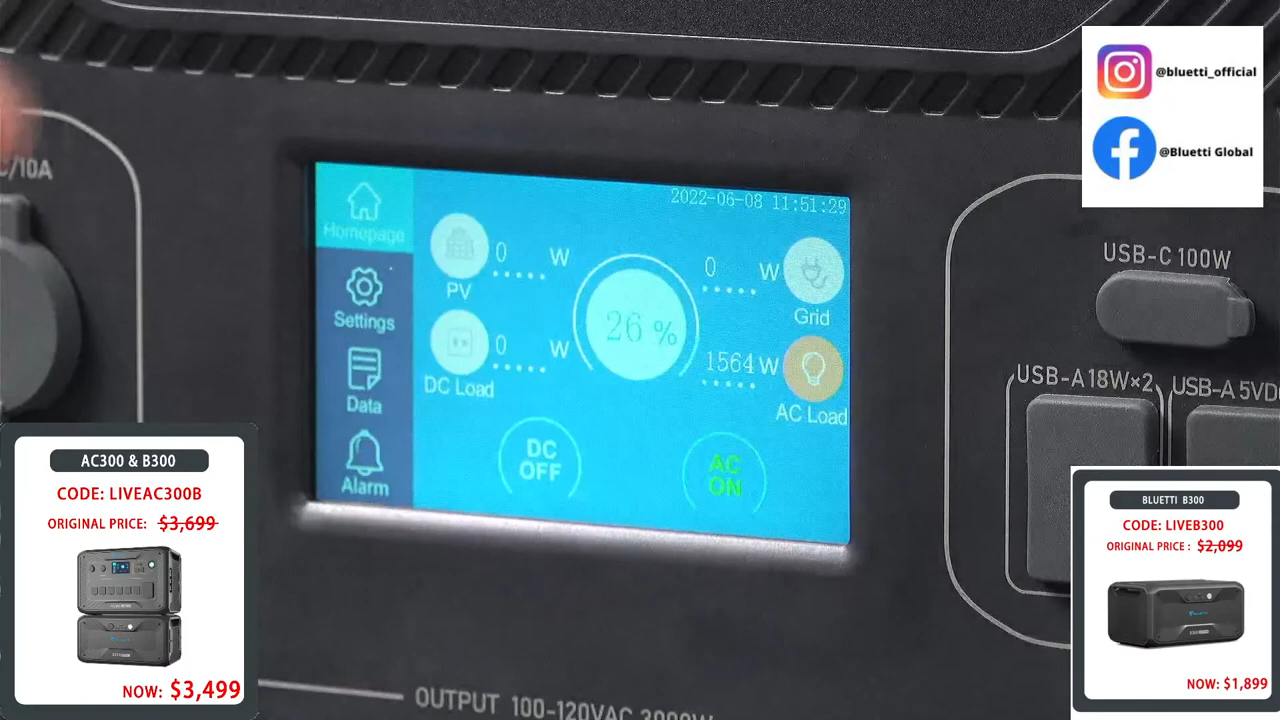 @bluetti_official
@Bluetti Global
/10A
2022-06-08 11:51:29
Homepage
Settings
Data
Alarm
0 W
PV
0 W
DC Load
26 %
0 W
Grid
1564 W
AC Load
DC
OFF
AC
ON
USB-C 100W
USB-A 18W×2
USB-A 5V
OUTPUT 100-120VAC 3000W
AC300 & B300
CODE: LIVEAC300B
ORIGINAL PRICE: $3,699
NOW: $3,499
BLUETTI B300
CODE: LIVEB300
ORIGINAL PRICE : $2,099
NOW: $1,899